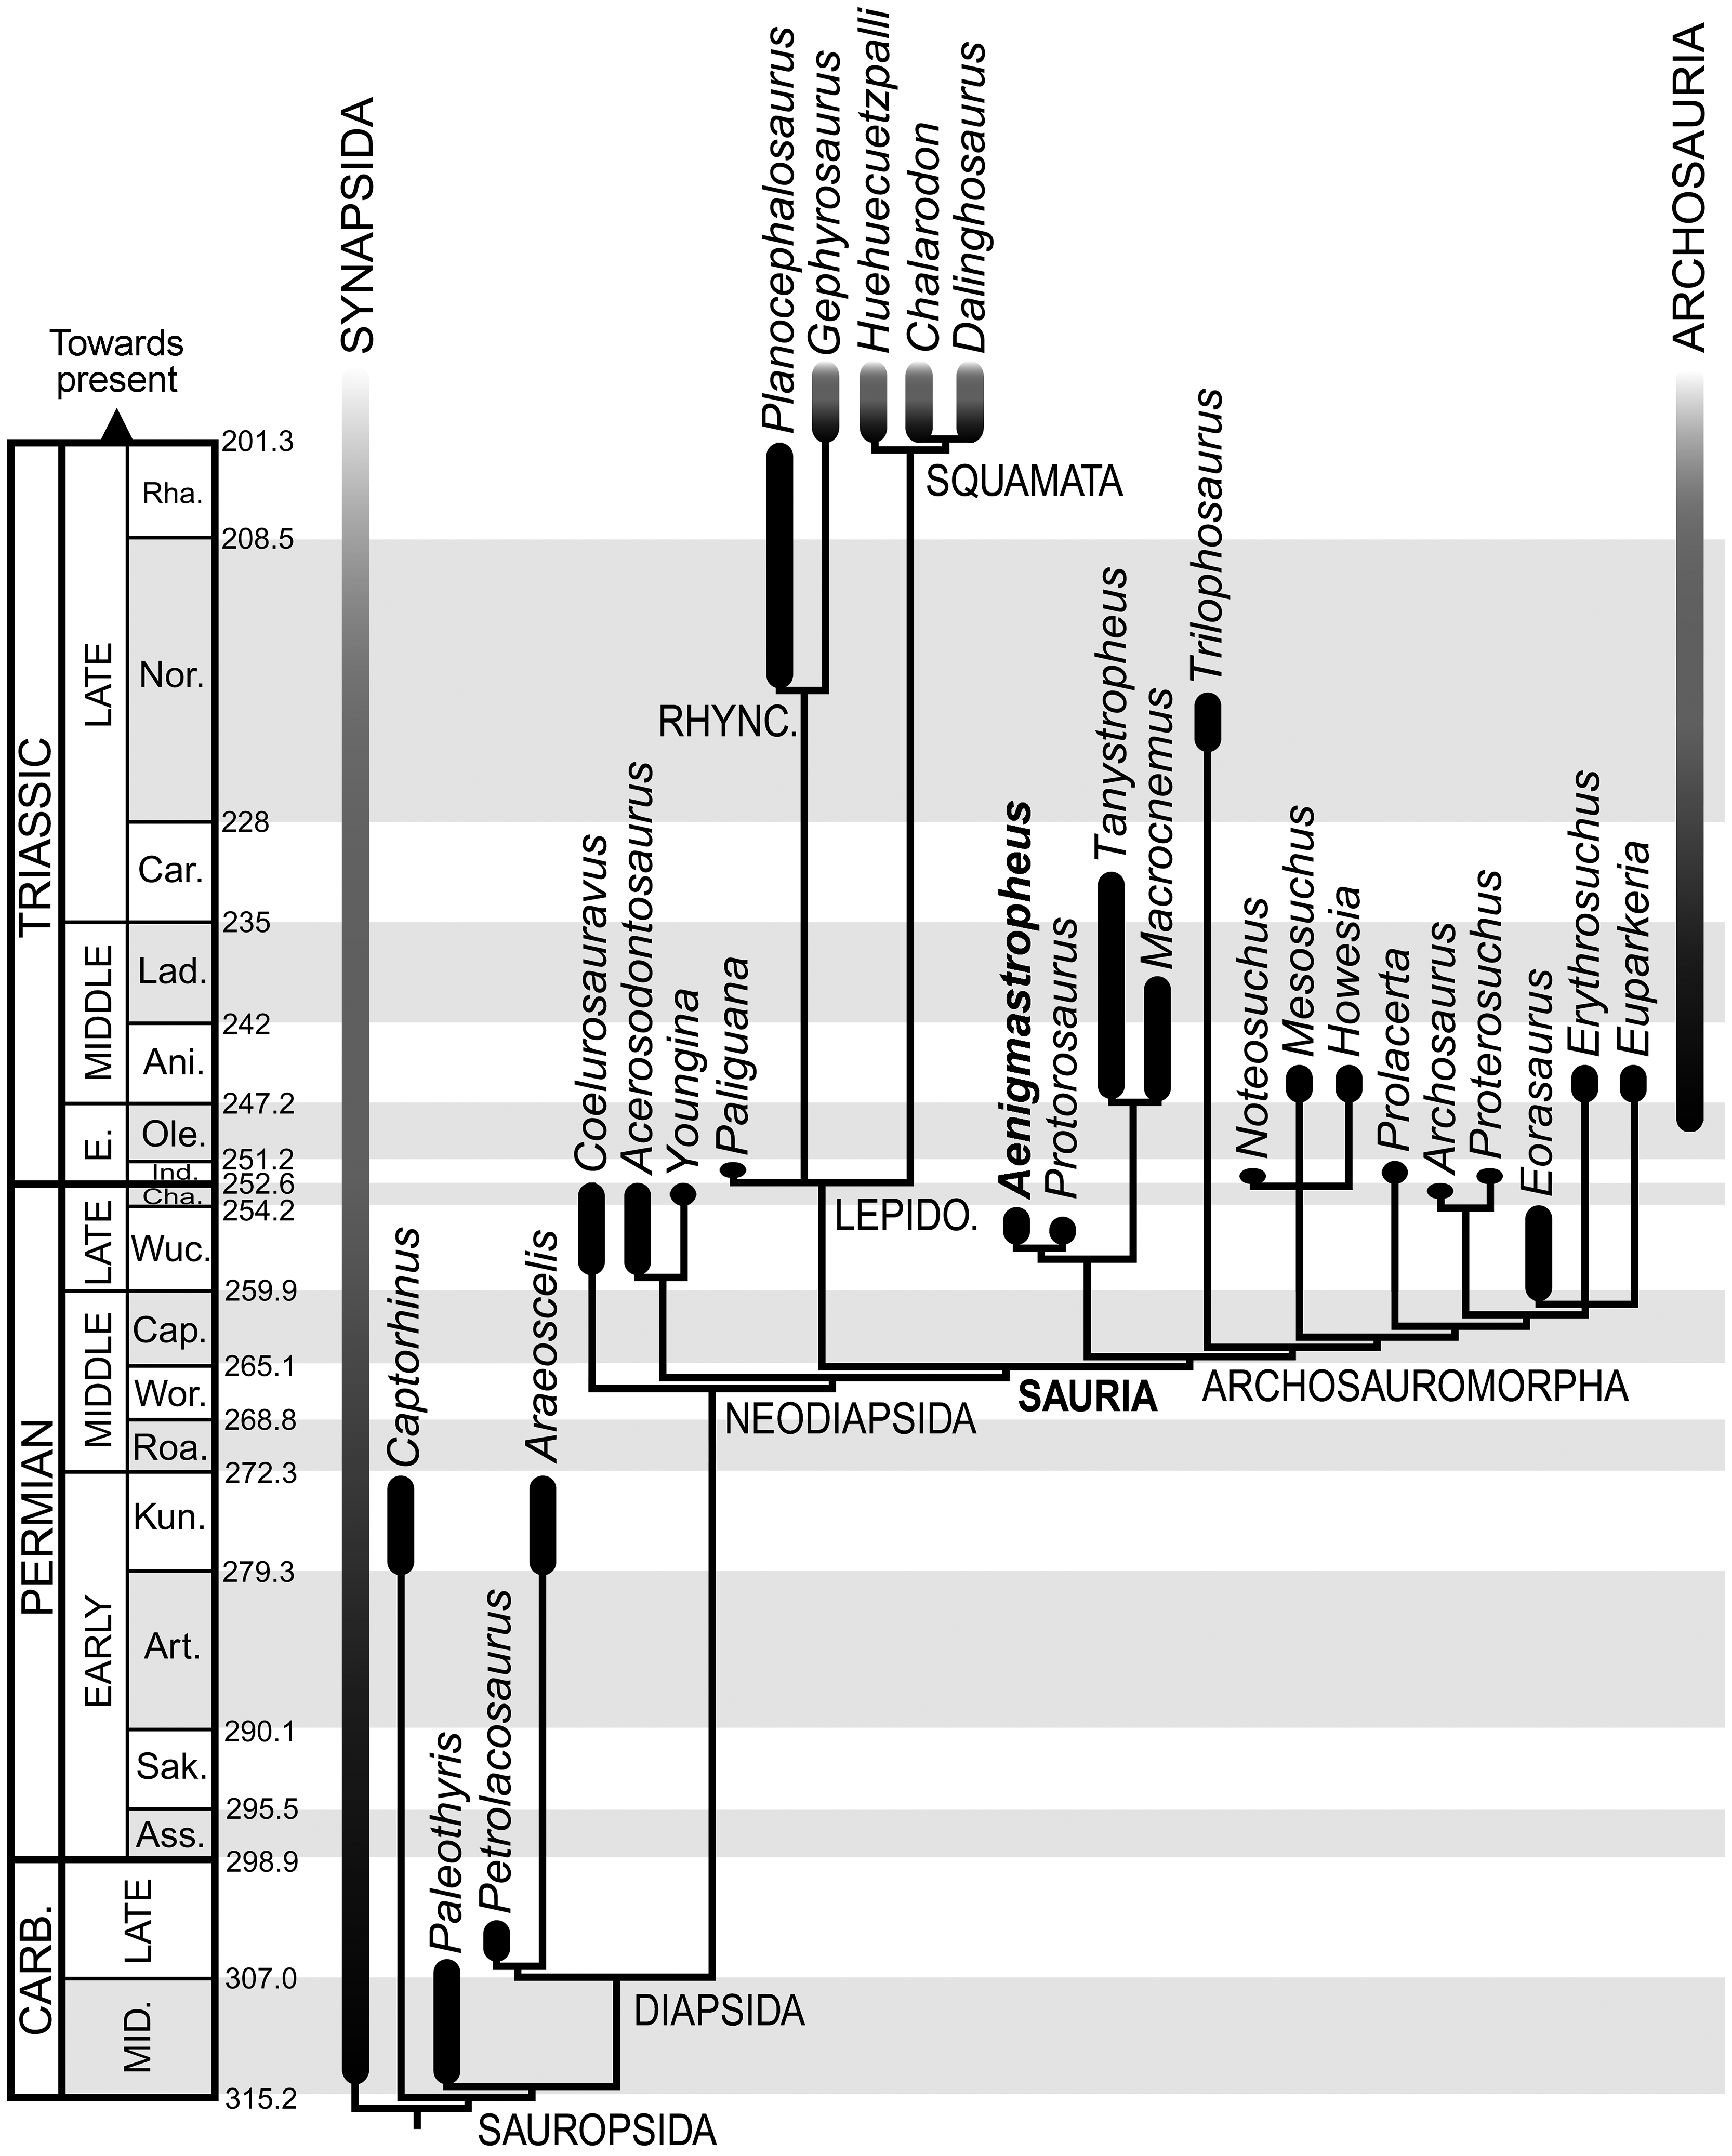 Planocephalosaurus
Gephyrosaurus
Huehuecuetzpalli
Chalarodon
Dalinghosaurus
SYNAPSIDA
ARCHOSAURIA
Towards
present
201.3
SQUAMATA
Rha.
208.5
Trilophosaurus
LATE
Nor.
RHYNC.
Tanystropheus
Macrocnemus
TRIASSIC
228
Car.
235
Coelurosauravus
Acerosodontosaurus
Youngina
Paliguana
Aenigmastropheus
Protorosaurus
Noteosuchus
Mesosuchus
Howesia
Prolacerta
Archosaurus
Proterosuchus
Eorasaurus
Erythrosuchus
Euparkeria
MIDDLE
Lad.
242
Ani.
247.2
E.
Ole.
251.2
Ind.
252.6
Cha.
254.2
LEPIDO.
LATE
Wuc.
259.9
Captorhinus
Araeoscelis
MIDDLE
Cap.
265.1
Wor.
SAURIA
ARCHOSAUROMORPHA
NEODIAPSIDA
268.8
Roa.
272.3
PERMIAN
Kun.
279.3
EARLY
Art.
Paleothyris
Petrolacosaurus
290.1
Sak.
295.5
Ass.
298.9
CARB.
LATE
307.0
DIAPSIDA
MID.
315.2
SAUROPSIDA